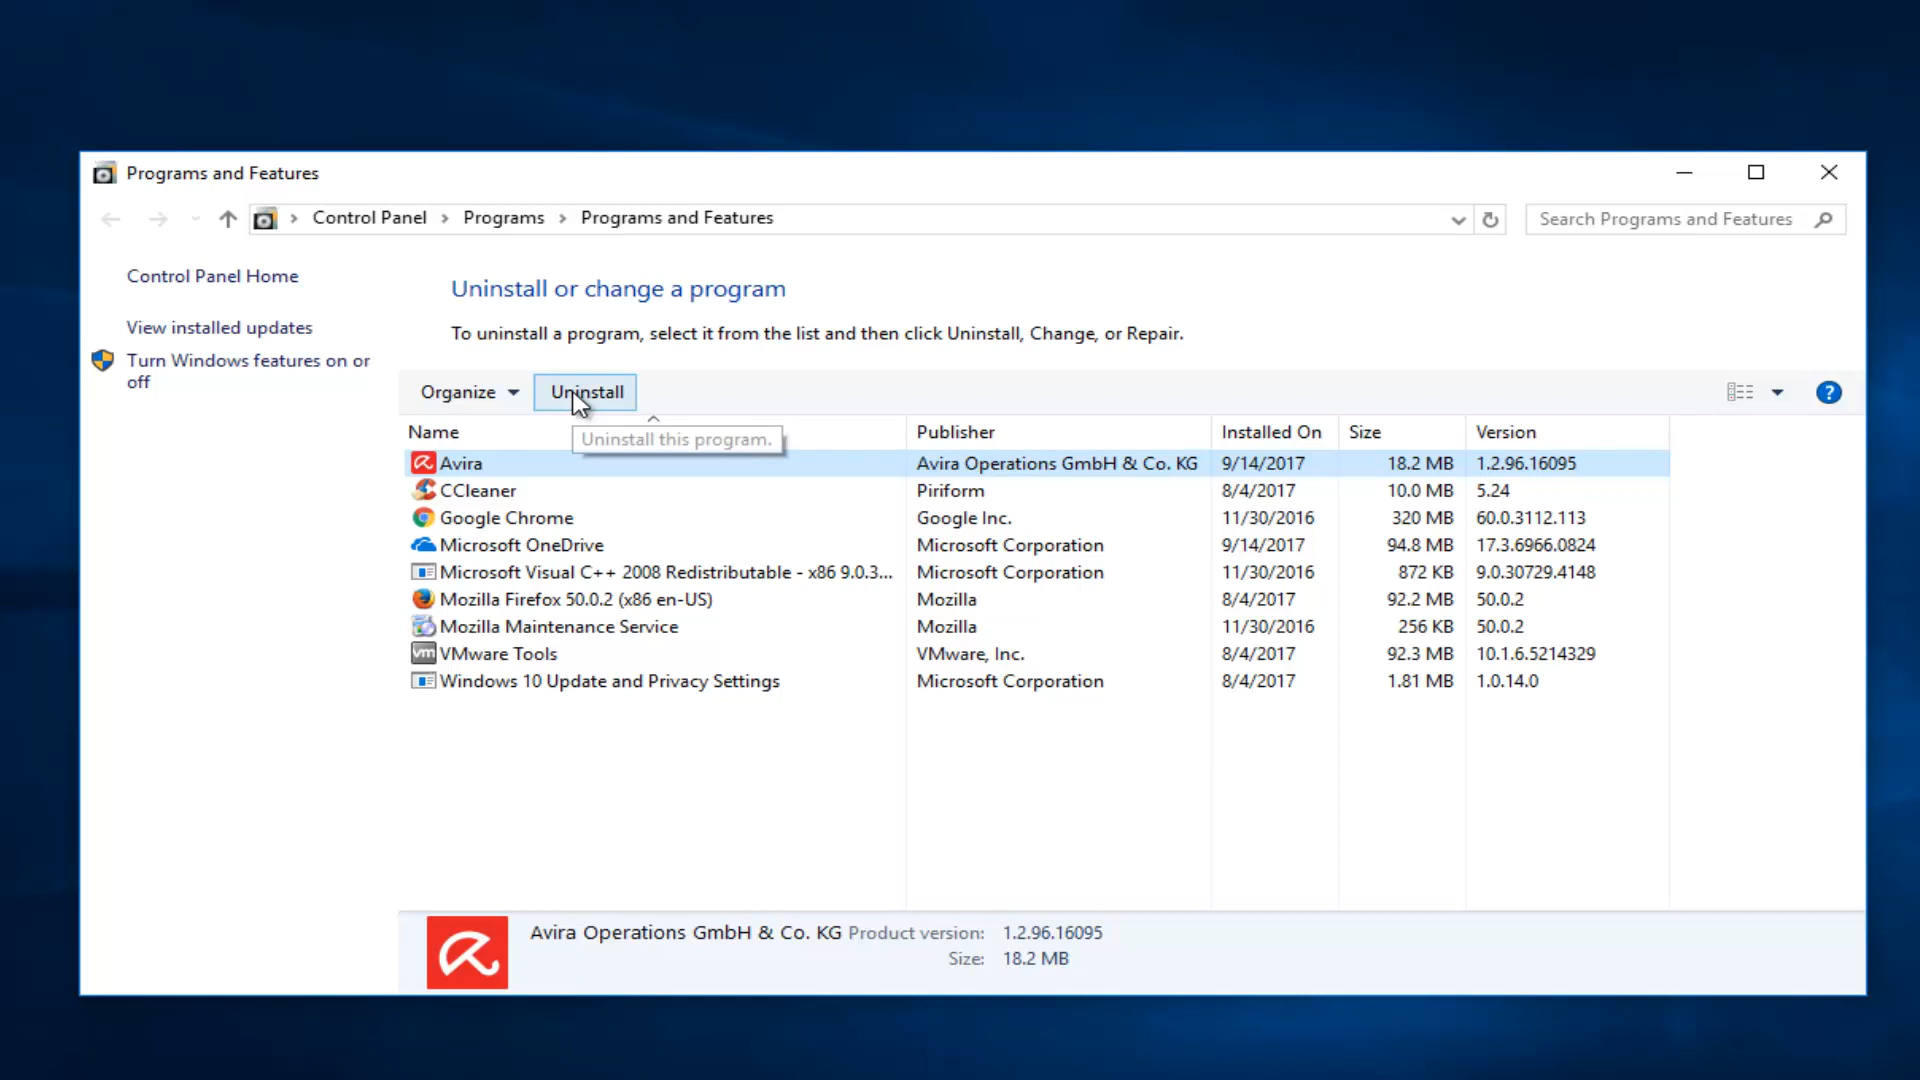 Programs and Features
Control Panel Programs Programs and Features
Search Programs and Features
Control Panel Home
View installed updates
Turn Windows features on or
off
Uninstall or change a program
To uninstall a program, select it from the list and then click Uninstall, Change, or Repair.
Organize Uninstall
Uninstall this program.
Name Publisher Installed On Size Version
Avira Avira Operations GmbH & Co. KG 9/14/2017 18.2 MB 1.2.96.16095
CCleaner Piriform 8/4/2017 10.0 MB 5.24
Google Chrome Google Inc. 11/30/2016 320 MB 60.0.3112.113
Microsoft OneDrive Microsoft Corporation 9/14/2017 94.8 MB 17.3.6966.0824
Microsoft Visual C++ 2008 Redistributable - x86 9.0.3... Microsoft Corporation 11/30/2016 872 KB 9.0.30729.4148
Mozilla Firefox 50.0.2 (x86 en-US) Mozilla 8/4/2017 92.2 MB 50.0.2
Mozilla Maintenance Service Mozilla 11/30/2016 256 KB 50.0.2
vm VMware Tools VMware, Inc. 8/4/2017 92.3 MB 10.1.6.5214329
Windows 10 Update and Privacy Settings Microsoft Corporation 8/4/2017 1.81 MB 1.0.14.0
Avira Operations GmbH & Co. KG Product version: 1.2.96.16095
Size: 18.2 MB